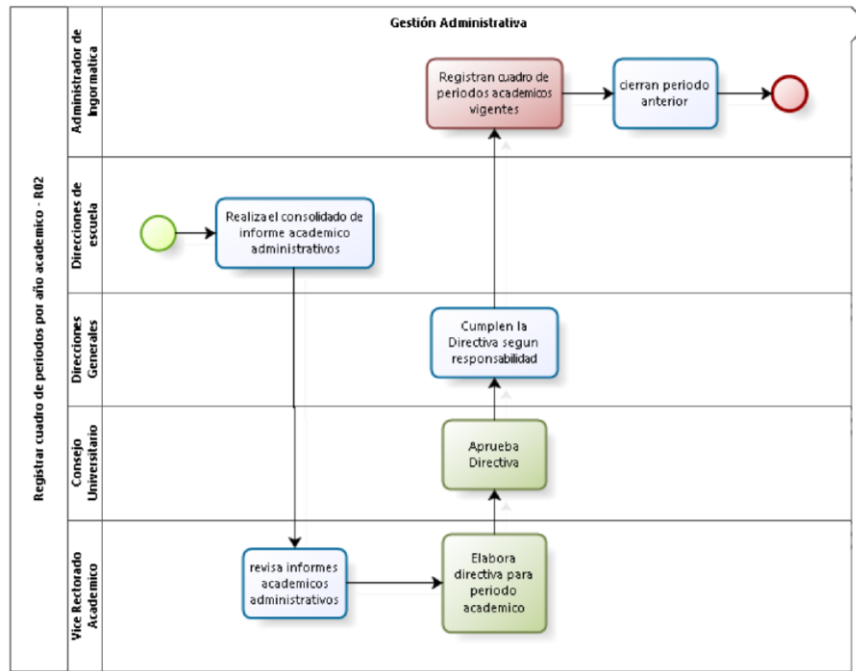 Gestión Administrativa
Registrar cuadro de periodos por año academico - R02
Administrador de
Ingormatica
Registran cuadro de
periodos academicos
vigentes
cierran periodo
anterior
Direcciones de
escuela
Realiza el consolidado de
informe academico
administrativos
Direcciones
Generales
Cumplen la
Directiva segun
responsabilidad
Consejo
Universitario
Aprueba
Directiva
Vice Rectorado
Academico
revisa informes
academicos
administrativos
Elabora
directiva para
periodo
academico